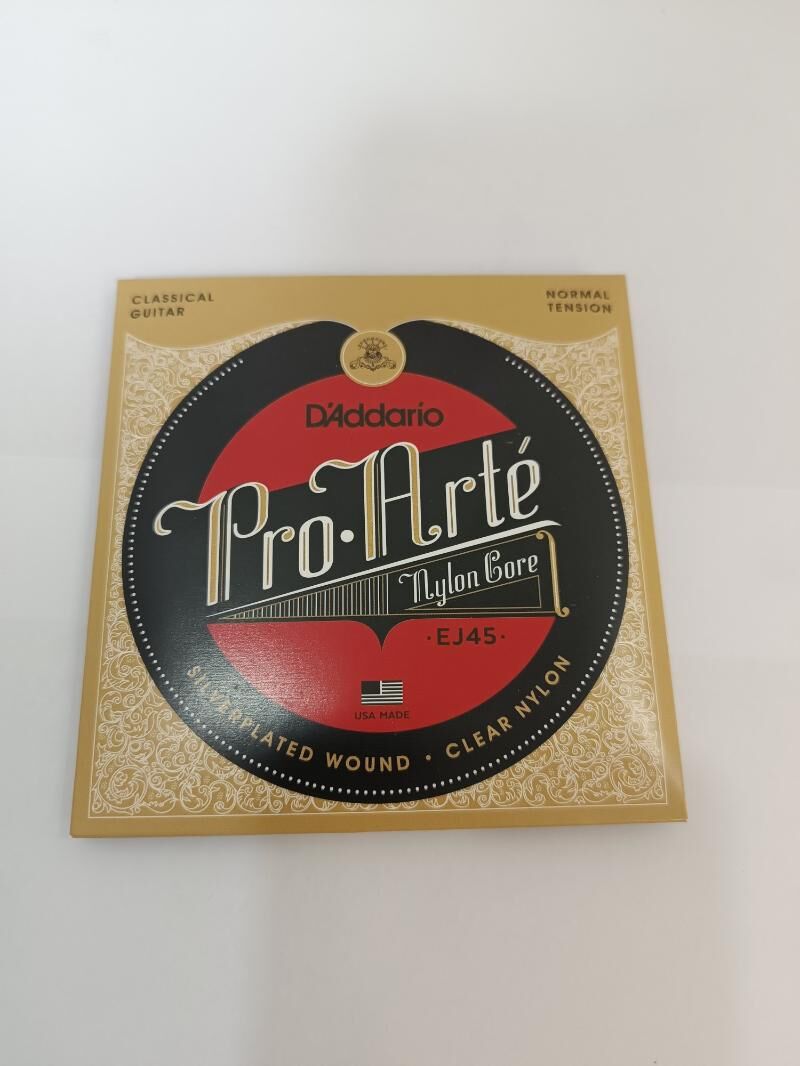 CLASSICAL
GUITAR
NORMAL
TENSION
D'Addario
Pro·Arté
Nylon Core
·EJ45·
USA MADE
SILVERPLATED WOUND • CLEAR NYLON